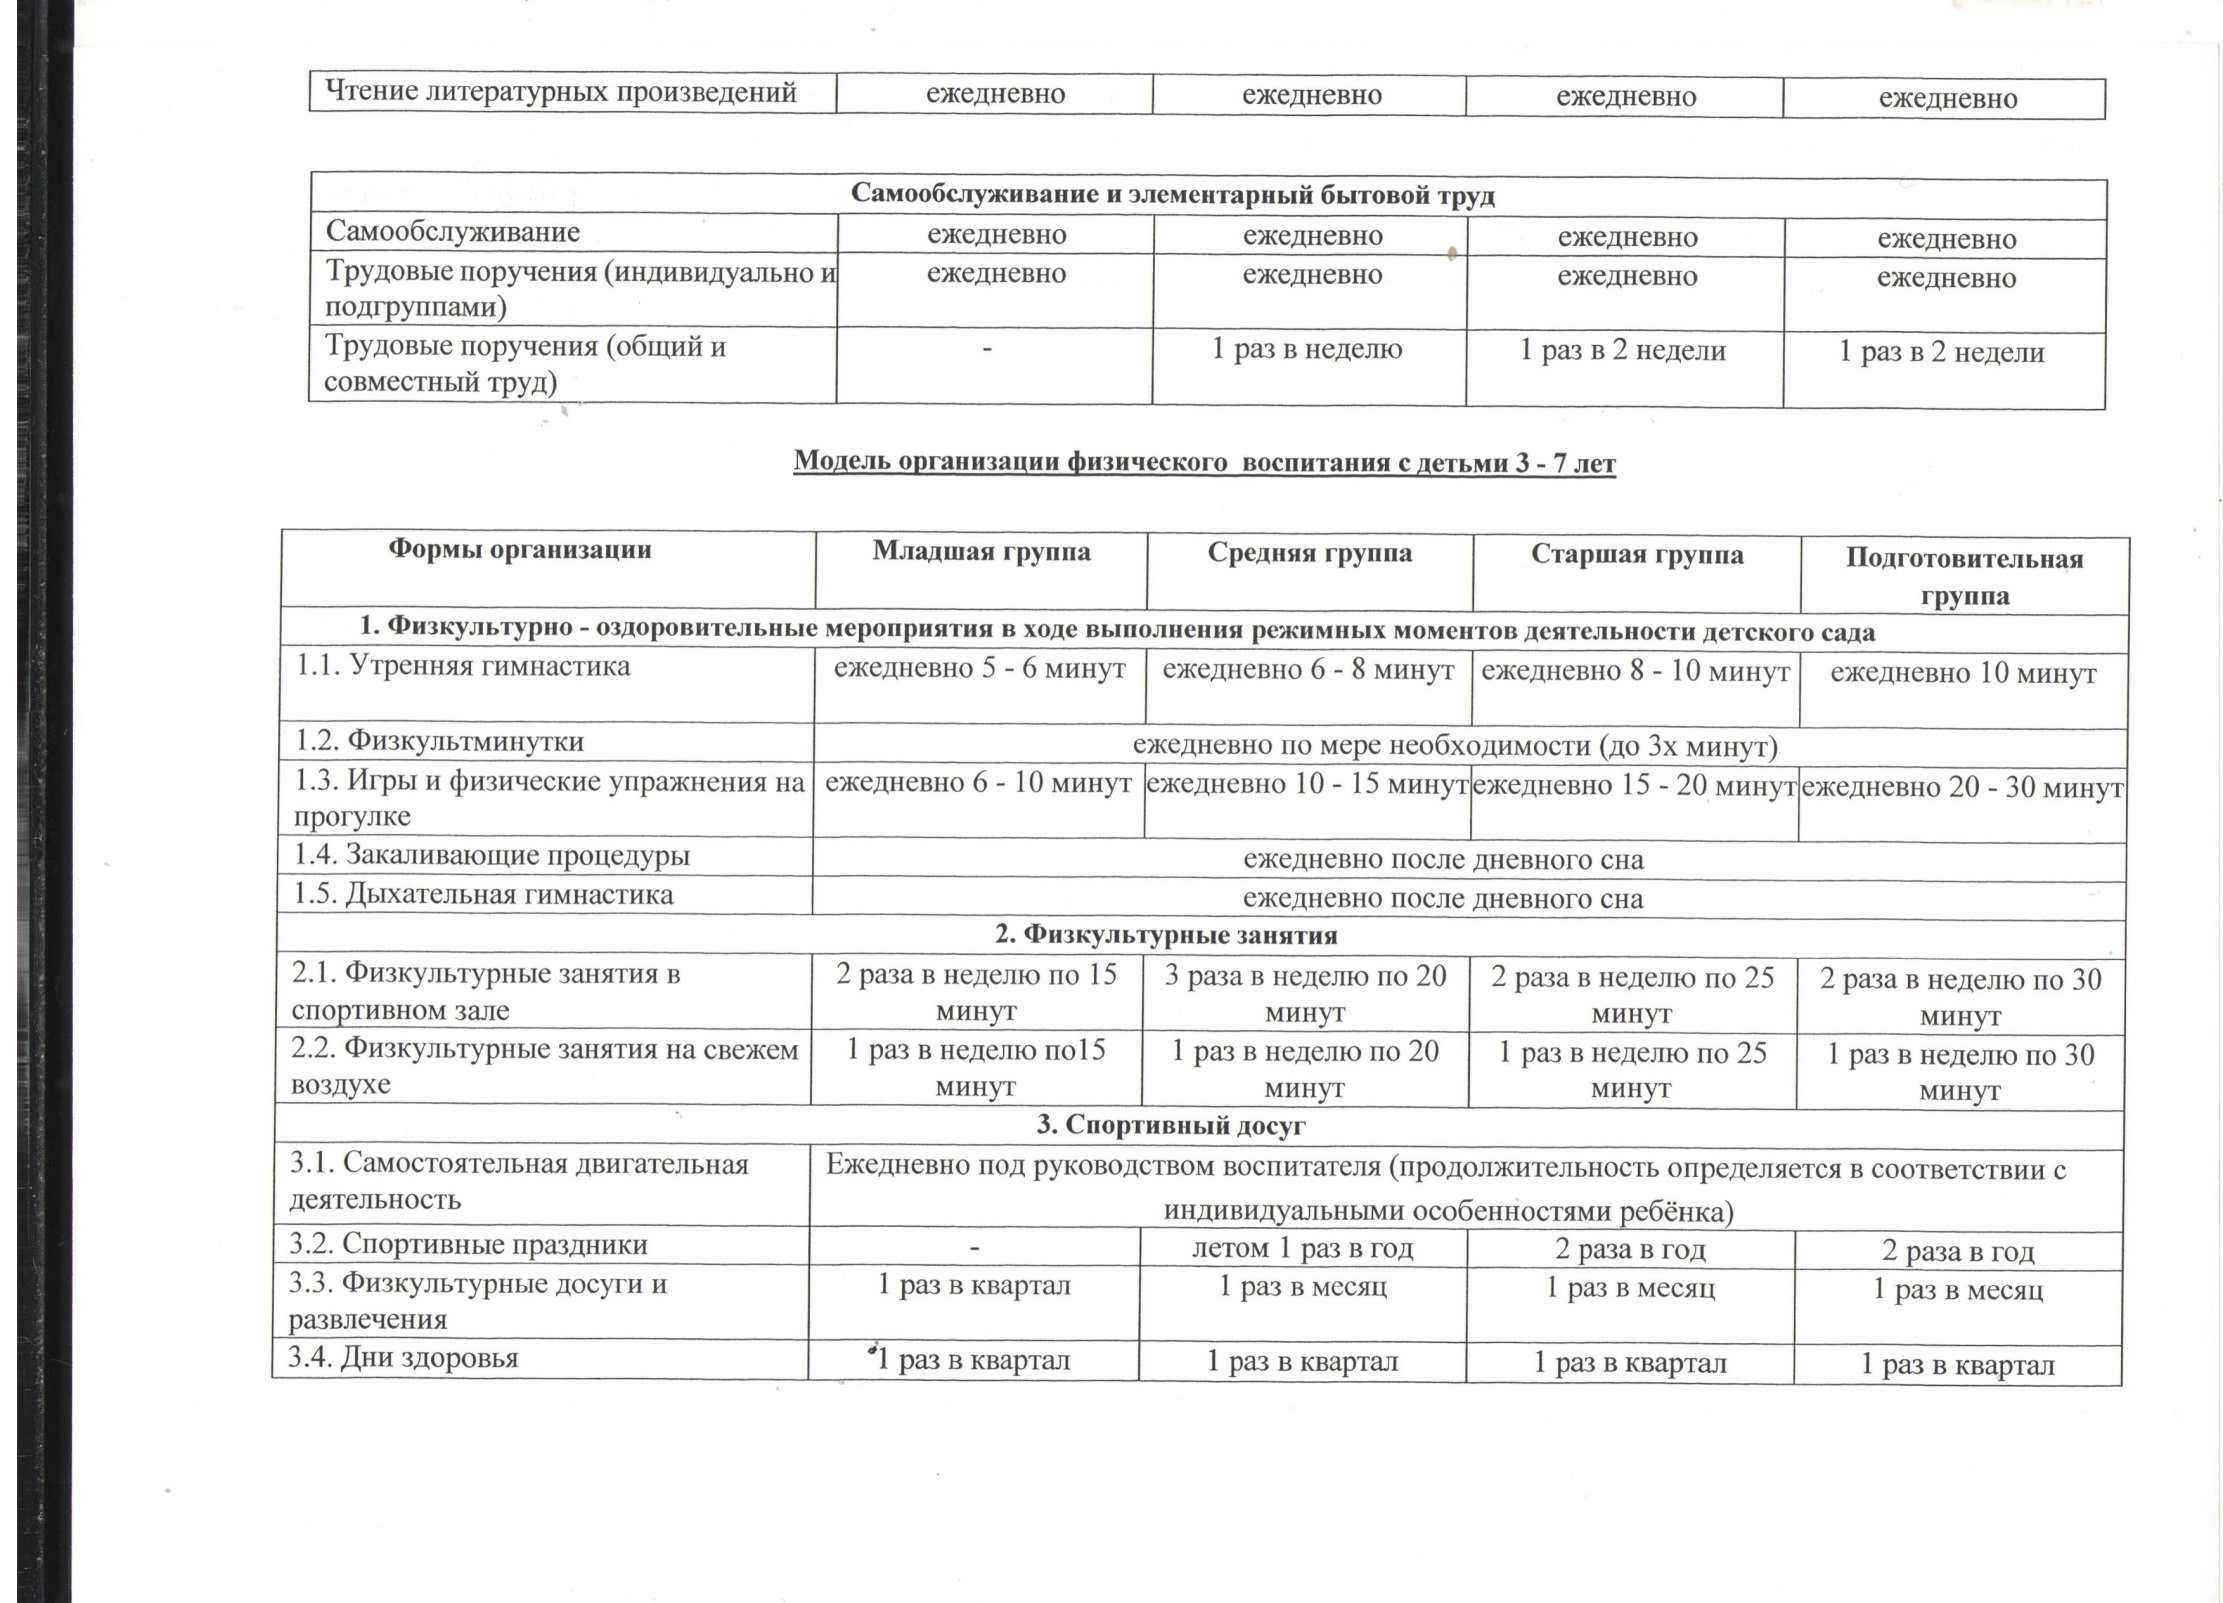 Чтение литературных произведений ежедневно ежедневно ежедневно ежедневно
Самообслуживание и элементарный бытовой труд
Самообслуживание ежедневно ежедневно ежедневно ежедневно
Трудовые поручения (индивидуально и ежедневно ежедневно ежедневно ежедневно
подгруппами)
Трудовые поручения (общий и - 1 раз в неделю 1 раз в 2 недели 1 раз в 2 недели
совместный труд)
Модель организации физического воспитания с детьми 3 - 7 лет
Формы организации Младшая группа Средняя группа Старшая группа Подготовительная
группа
1. Физкультурно - оздоровительные мероприятия в ходе выполнения режимных моментов деятельности детского сада
1.1. Утренняя гимнастика ежедневно 5 - 6 минут ежедневно 6 - 8 минут ежедневно 8 - 10 минут ежедневно 10 минут
1.2. Физкультминутки ежедневно по мере необходимости (до 3х минут)
1.3. Игры и физические упражнения на ежедневно 6 - 10 минут ежедневно 10 - 15 минут ежедневно 15 - 20 минут ежедневно 20 - 30 минут
прогулке
1.4. Закаливающие процедуры ежедневно после дневного сна
1.5. Дыхательная гимнастика ежедневно после дневного сна
2. Физкультурные занятия
2.1. Физкультурные занятия в 2 раза в неделю по 15 3 раза в неделю по 20 2 раза в неделю по 25 2 раза в неделю по 30
спортивном зале минут минут минут минут
2.2. Физкультурные занятия на свежем 1 раз в неделю по15 1 раз в неделю по 20 1 раз в неделю по 25 1 раз в неделю по 30
воздухе минут минут минут минут
3. Спортивный досуг
3.1. Самостоятельная двигательная Ежедневно под руководством воспитателя (продолжительность определяется в соответствии с
деятельность индивидуальными особенностями ребёнка)
3.2. Спортивные праздники - летом 1 раз в год 2 раза в год 2 раза в год
3.3. Физкультурные досуги и 1 раз в квартал 1 раз в месяц 1 раз в месяц 1 раз в месяц
развлечения
3.4. Дни здоровья 1 раз в квартал 1 раз в квартал 1 раз в квартал 1 раз в квартал